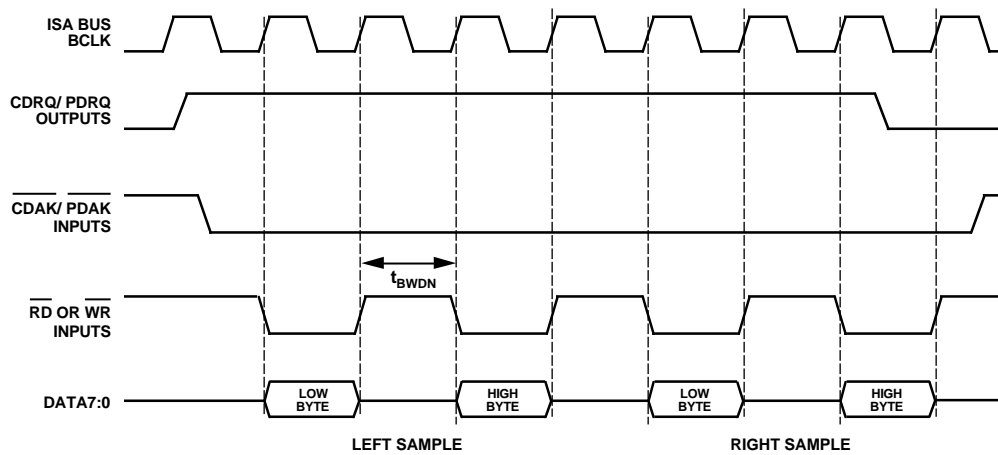 ISA BUS
BCLK
CDRQ/ PDRQ
OUTPUTS
CDAK/ PDAK
INPUTS
tBWDN
RD OR WR
INPUTS
DATA7:0
LOW
BYTE
HIGH
BYTE
LOW
BYTE
HIGH
BYTE
LEFT SAMPLE
RIGHT SAMPLE